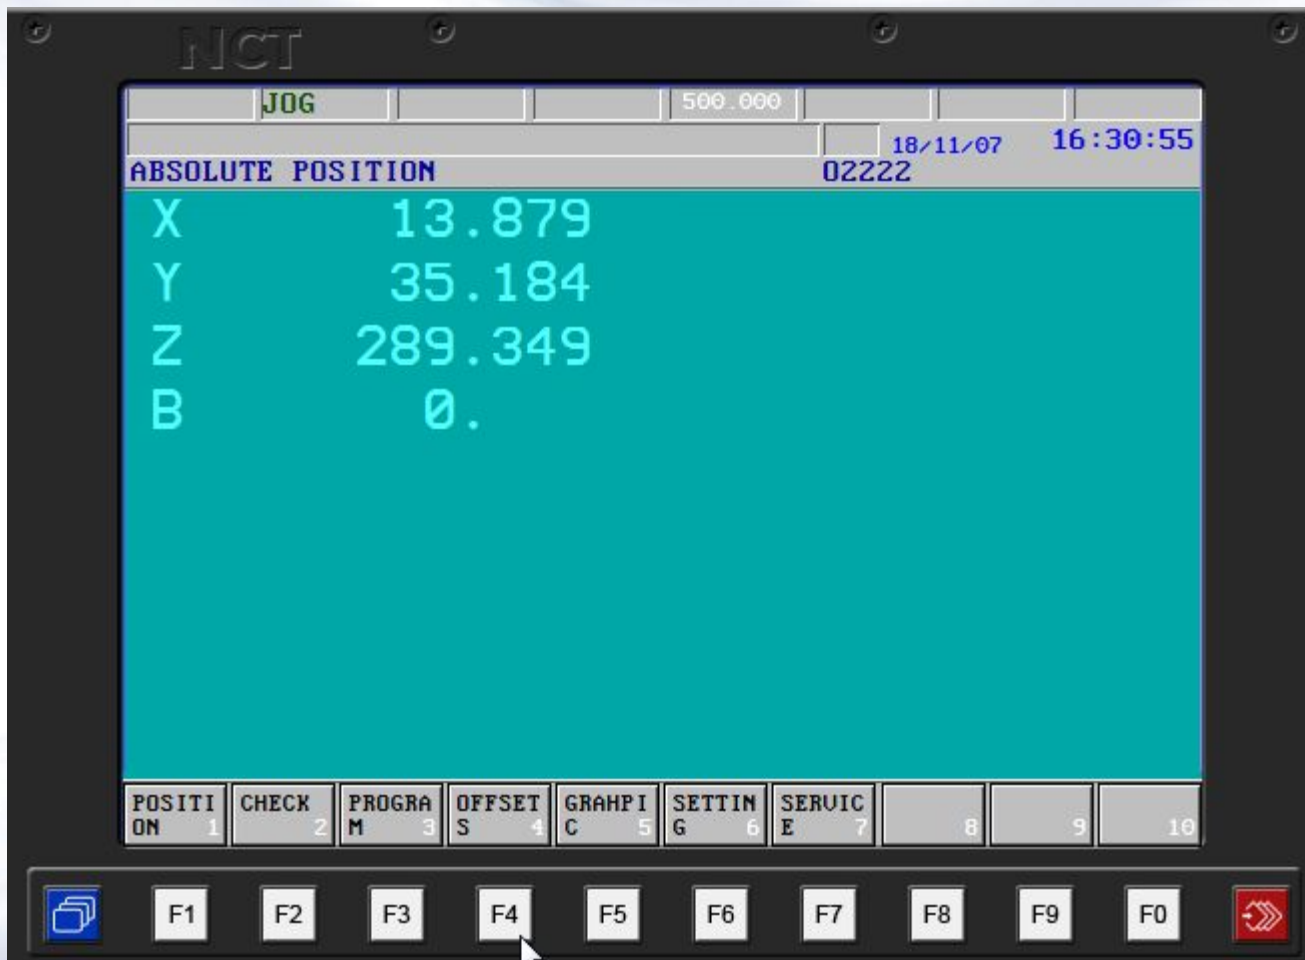 NCT
JOG 500.000
18/11/07 16:30:55
ABSOLUTE POSITION O2222
X 13.879
Y 35.184
Z 289.349
B 0.
POSITI CHECK PROGRA OFFSET GRAHPI SETTIN SERVIC
ON 1 2 M 3 S 4 C 5 G 6 E 7 8 9 10
F1 F2 F3 F4 F5 F6 F7 F8 F9 F0